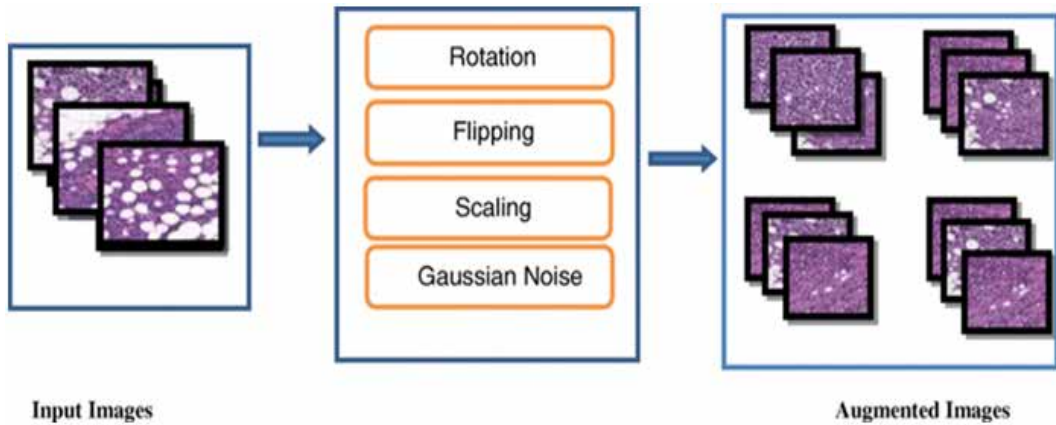 Rotation
Flipping
Scaling
Gaussian Noise
Input Images
Augmented Images